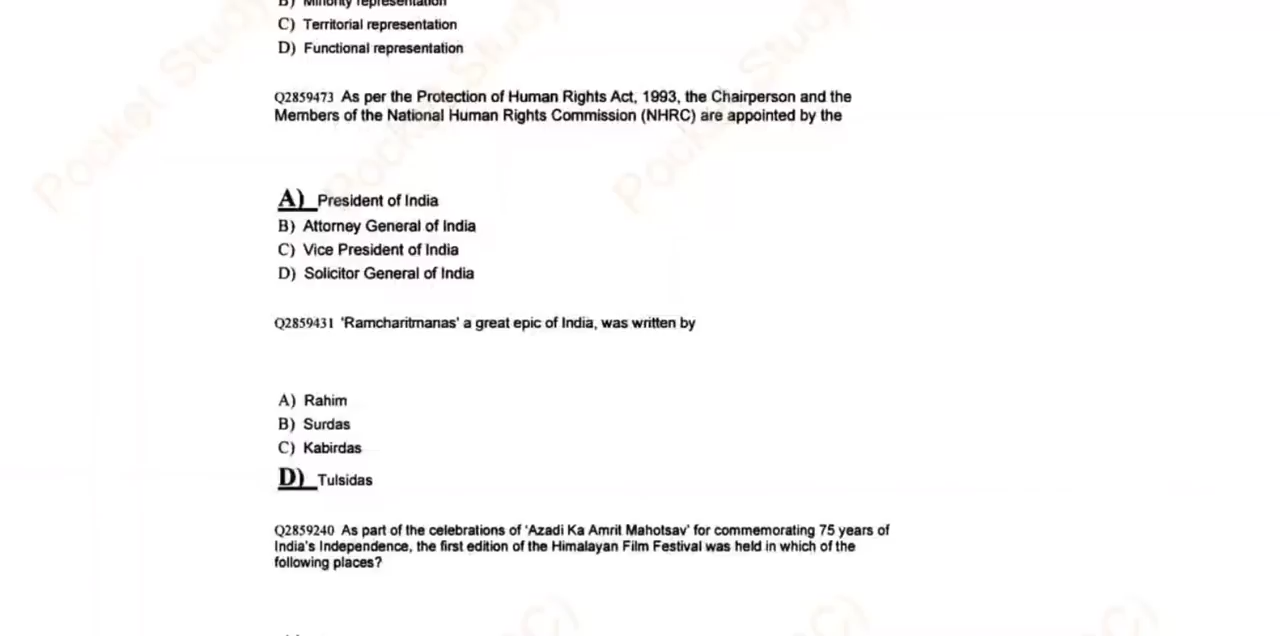 B) Minority representation
C) Territorial representation
D) Functional representation
Q2859473 As per the Protection of Human Rights Act, 1993, the Chairperson and the
Members of the National Human Rights Commission (NHRC) are appointed by the
A) President of India
B) Attorney General of India
C) Vice President of India
D) Solicitor General of India
Q2859431 'Ramcharitmanas' a great epic of India, was written by
A) Rahim
B) Surdas
C) Kabirdas
D) Tulsidas
Q2859240 As part of the celebrations of 'Azadi Ka Amrit Mahotsav' for commemorating 75 years of
India's Independence, the first edition of the Himalayan Film Festival was held in which of the
following places?